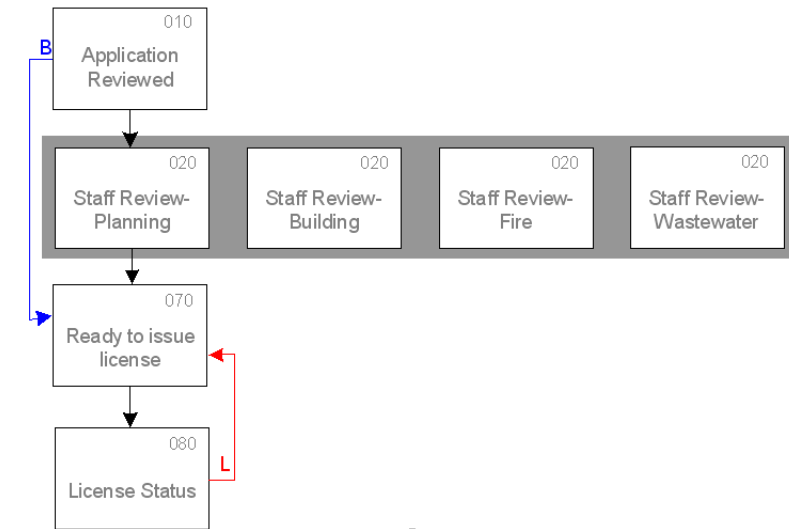 010
B
Application
Reviewed
020
Staff Review-
Planning
020
Staff Review-
Building
020
Staff Review-
Fire
020
Staff Review-
Wastewater
070
Ready to issue
license
080
L
License Status